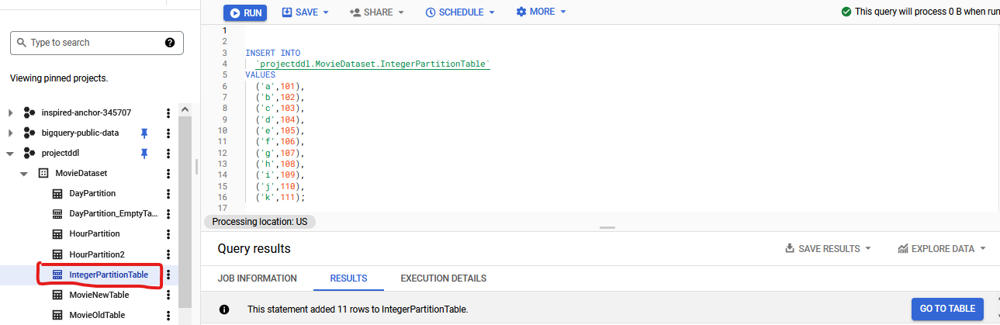 RUN SAVE SHARE SCHEDULE MORE This query will process 0 B when run
Type to search
Viewing pinned projects.
inspired-anchor-345707
bigquery-public-data
projectddl
MovieDataset
DayPartition
DayPartition_EmptyTa...
HourPartition
HourPartition2
IntegerPartitionTable
MovieNewTable
MovieOldTable
1
2
3 INSERT INTO
4 `projectddl.MovieDataset.IntegerPartitionTable`
5 VALUES
6 ('a',101),
7 ('b',102),
8 ('c',103),
9 ('d',104),
10 ('e',105),
11 ('f',106),
12 ('g',107),
13 ('h',108),
14 ('i',109),
15 ('j',110),
16 ('k',111);
17
Processing location: US
Query results SAVE RESULTS EXPLORE DATA
JOB INFORMATION RESULTS EXECUTION DETAILS
This statement added 11 rows to IntegerPartitionTable. GO TO TABLE